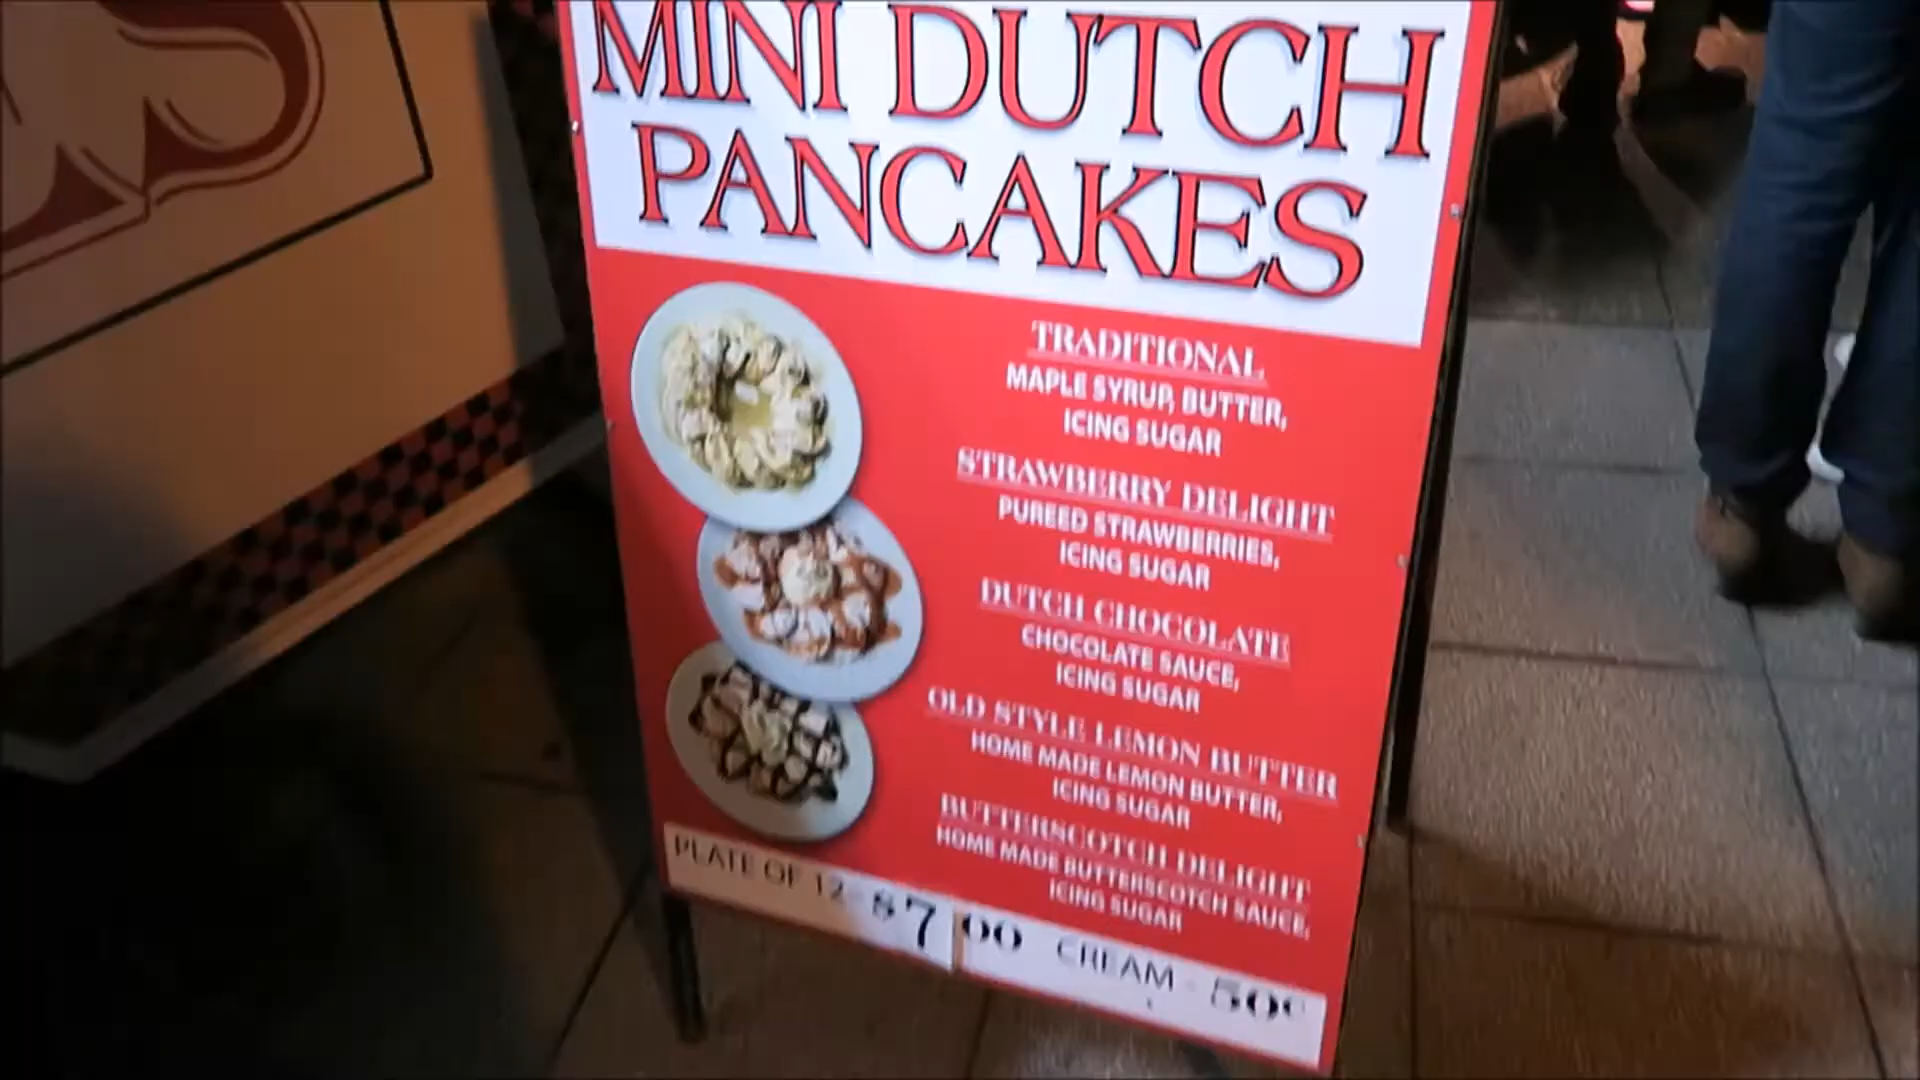 MINI DUTCH
PANCAKES
TRADITIONAL
MAPLE SYRUP, BUTTER,
ICING SUGAR
STRAWBERRY DELIGHT
PUREED STRAWBERRIES,
ICING SUGAR
DUTCH CHOCOLATE
CHOCOLATE SAUCE,
ICING SUGAR
OLD STYLE LEMON BUTTER
HOME MADE LEMON BUTTER,
ICING SUGAR
BUTTERSCOTCH DELIGHT
HOME MADE BUTTERSCOTCH SAUCE,
ICING SUGAR
PLATE OF 12 - $7 00 CREAM - 50c